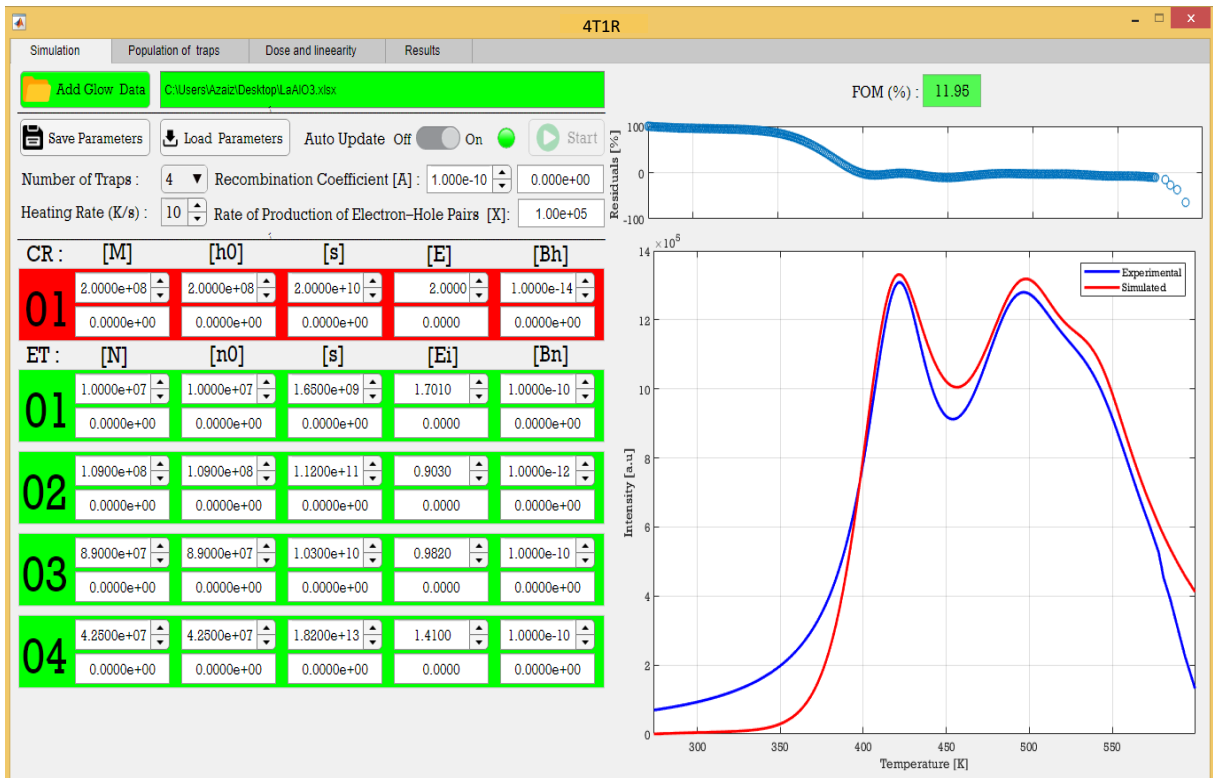 4T1R
Simulation Population of traps Dose and lineearity Results
Add Glow Data C:\Users\Azaiz\Desktop\LaAlO3.xlsx
Save Parameters Load Parameters Auto Update Off On Start
Number of Traps : 4 Recombination Coefficient [A] : 1.000e-10 0.000e+00
Heating Rate (K/s) : 10 Rate of Production of Electron–Hole Pairs [X]: 1.00e+05
CR : [M] [h0] [s] [E] [Bh]
01 2.0000e+08 2.0000e+08 2.0000e+10 2.0000 1.0000e-14
0.0000e+00 0.0000e+00 0.0000e+00 0.0000 0.0000e+00
ET : [N] [n0] [s] [Ei] [Bn]
01 1.0000e+07 1.0000e+07 1.6500e+09 1.7010 1.0000e-10
0.0000e+00 0.0000e+00 0.0000e+00 0.0000 0.0000e+00
02 1.0900e+08 1.0900e+08 1.1200e+11 0.9030 1.0000e-12
0.0000e+00 0.0000e+00 0.0000e+00 0.0000 0.0000e+00
03 8.9000e+07 8.9000e+07 1.0300e+10 0.9820 1.0000e-10
0.0000e+00 0.0000e+00 0.0000e+00 0.0000 0.0000e+00
04 4.2500e+07 4.2500e+07 1.8200e+13 1.4100 1.0000e-10
0.0000e+00 0.0000e+00 0.0000e+00 0.0000 0.0000e+00
FOM (%) : 11.95
Residuals [%]
100
0
-100
×10⁵
Intensity [a.u]
14
12
10
8
6
4
2
0
Experimental
Simulated
300 350 400 450 500 550
Temperature [K]